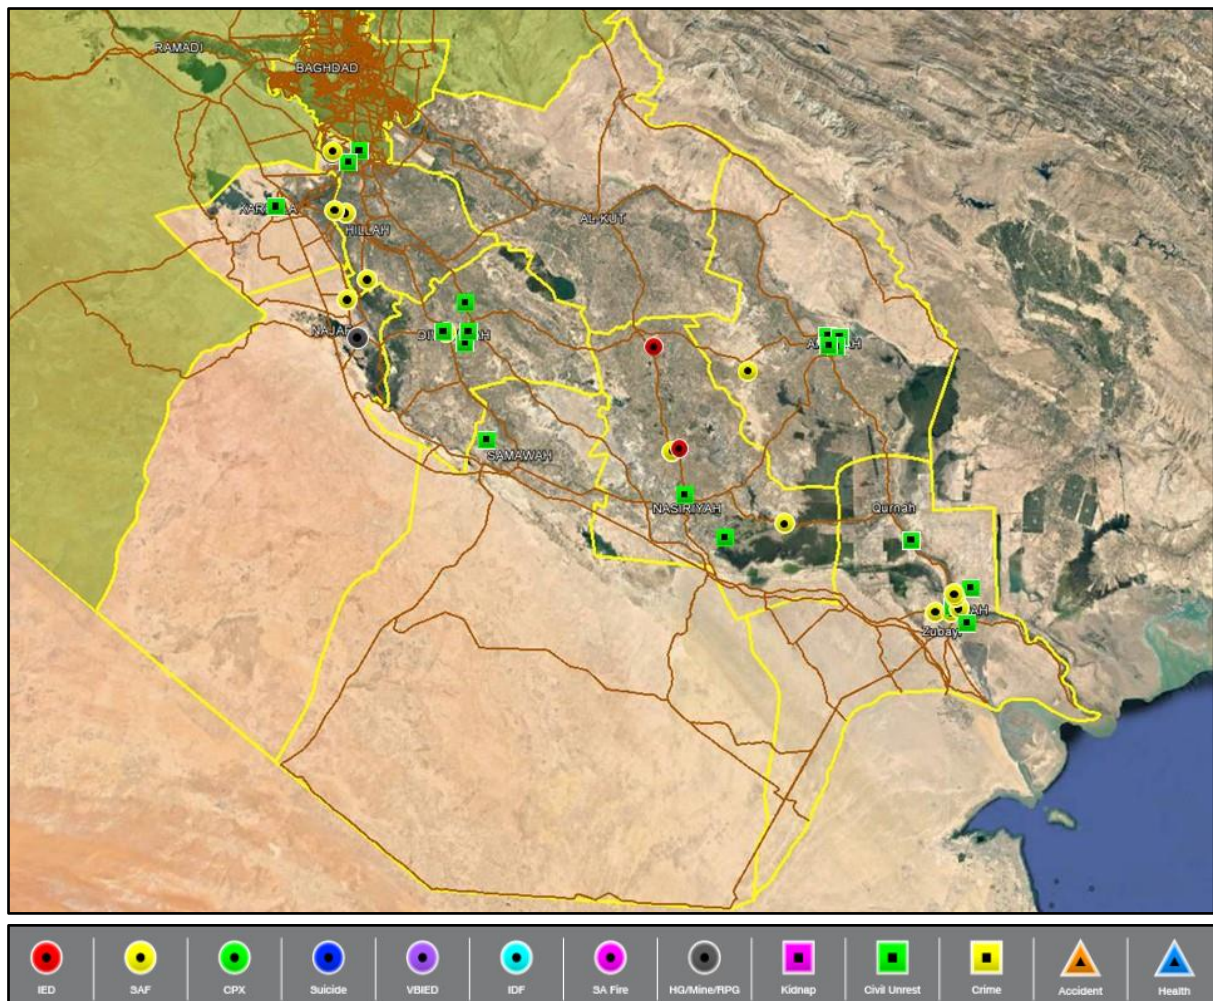 RAMADI
BAGHDAD
AL-KUT
HILLAH
NAJAF
SAMAWAH
NASIRIYAH
Qurnah
IED
SAF
CPX
Suicide
VBIED
IDF
SA Fire
HG/Mine/RPG
Kidnap
Civil Unrest
Crime
Accident
Health